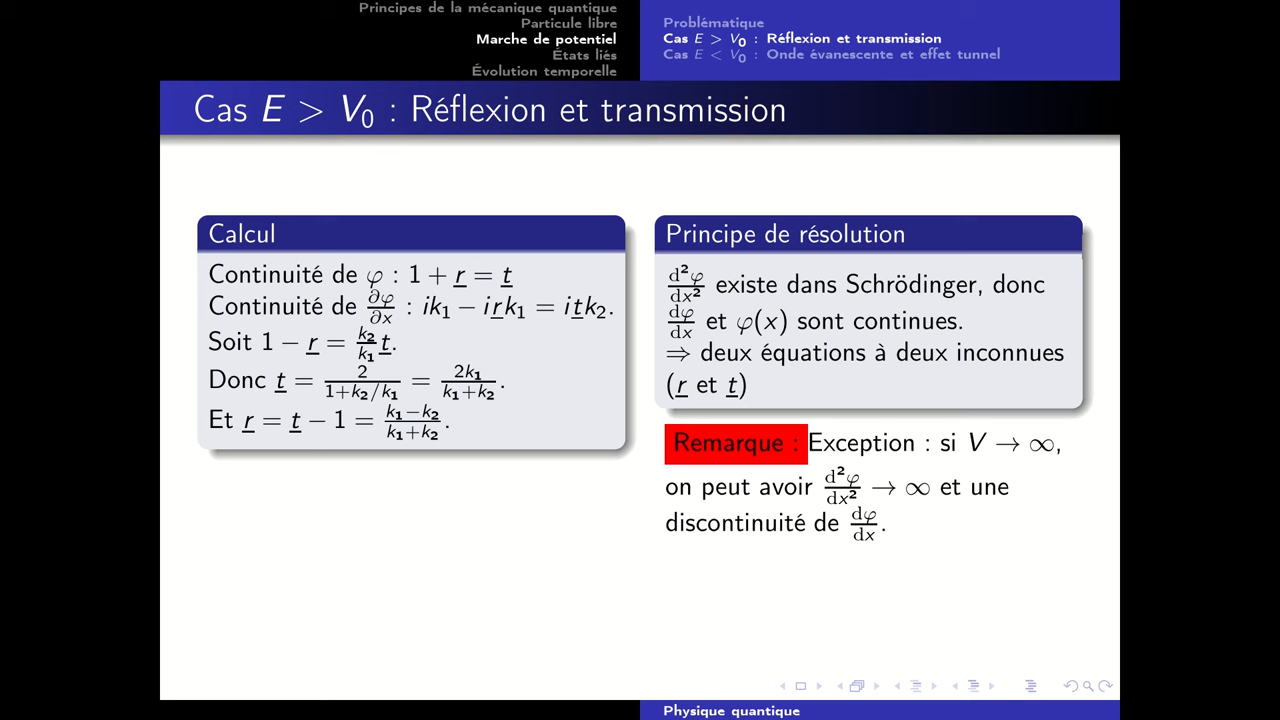 Principes de la mécanique quantique
Particule libre
Marche de potentiel
États liés
Évolution temporelle
Problématique
Cas E > V₀ : Réflexion et transmission
Cas E < V₀ : Onde évanescente et effet tunnel
Cas E > V₀ : Réflexion et transmission
Calcul
Continuité de φ : 1 + r = t
Continuité de ∂φ/∂x : ik₁ − irk₁ = itk₂.
Soit 1 − r = k₂/k₁ t.
Donc t = 2/(1+k₂/k₁) = 2k₁/(k₁+k₂).
Et r = t − 1 = (k₁−k₂)/(k₁+k₂).
Principe de résolution
d²φ/dx² existe dans Schrödinger, donc
dφ/dx et φ(x) sont continues.
⇒ deux équations à deux inconnues
(r et t)
Remarque : Exception : si V → ∞,
on peut avoir d²φ/dx² → ∞ et une
discontinuité de dφ/dx.
Physique quantique